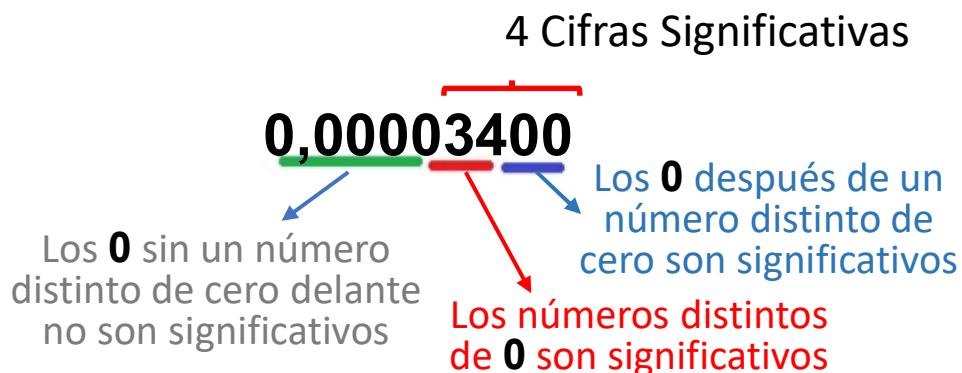 4 Cifras Significativas
0,00003400
Los 0 después de un
número distinto de
cero son significativos
Los 0 sin un número
distinto de cero delante
no son significativos
Los números distintos
de 0 son significativos